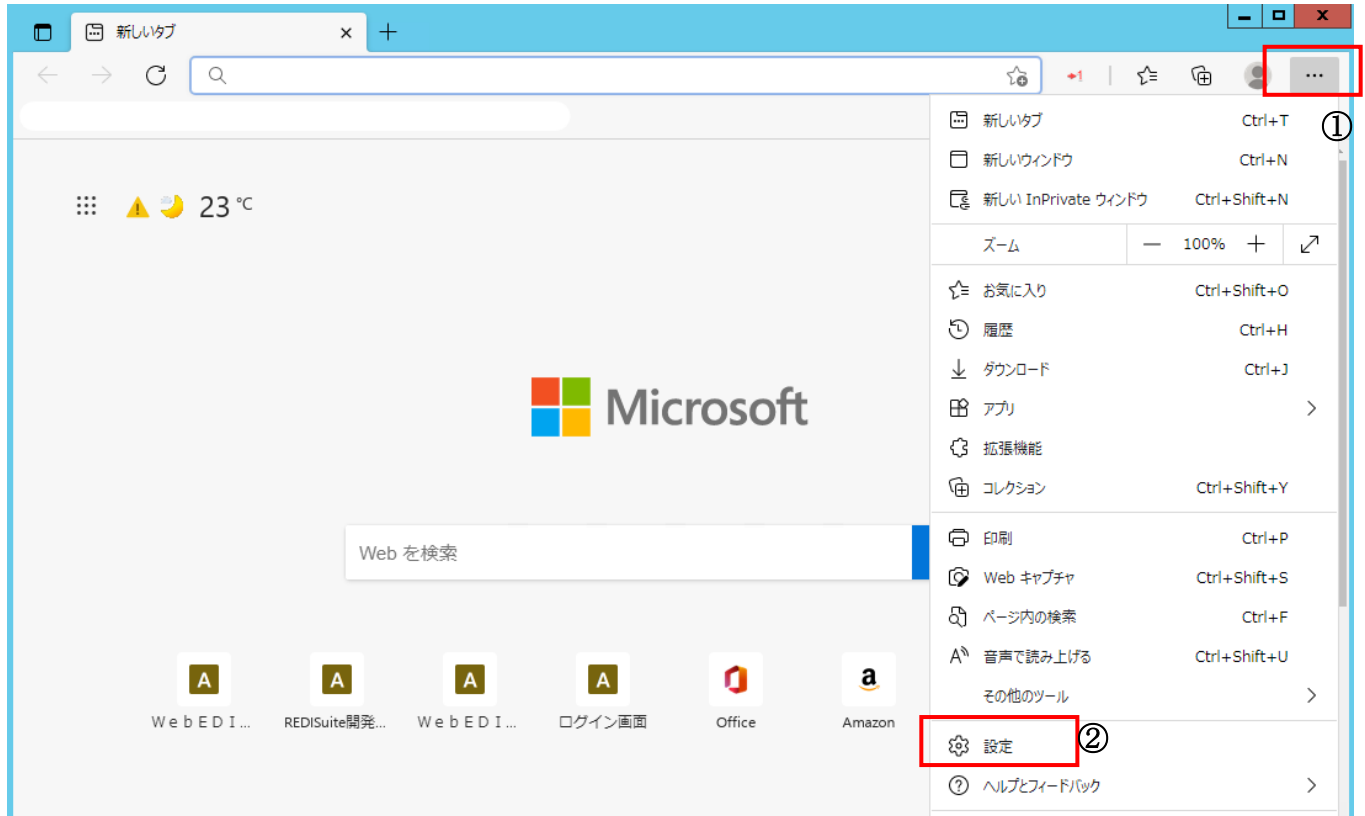 新しいタブ
1
①
新しいタブ Ctrl+T
新しいウィンドウ Ctrl+N
新しい InPrivate ウィンドウ Ctrl+Shift+N
23 ℃
ズーム 100%
お気に入り Ctrl+Shift+O
履歴 Ctrl+H
ダウンロード Ctrl+J
アプリ
拡張機能
コレクション Ctrl+Shift+Y
Microsoft
Web を検索
印刷 Ctrl+P
Web キャプチャ Ctrl+Shift+S
ページ内の検索 Ctrl+F
音声で読み上げる Ctrl+Shift+U
その他のツール
A A A A a
ＷｅｂＥＤＩ... REDISuite開発... ＷｅｂＥＤＩ... ログイン画面 Office Amazon
設定 ②
ヘルプとフィードバック